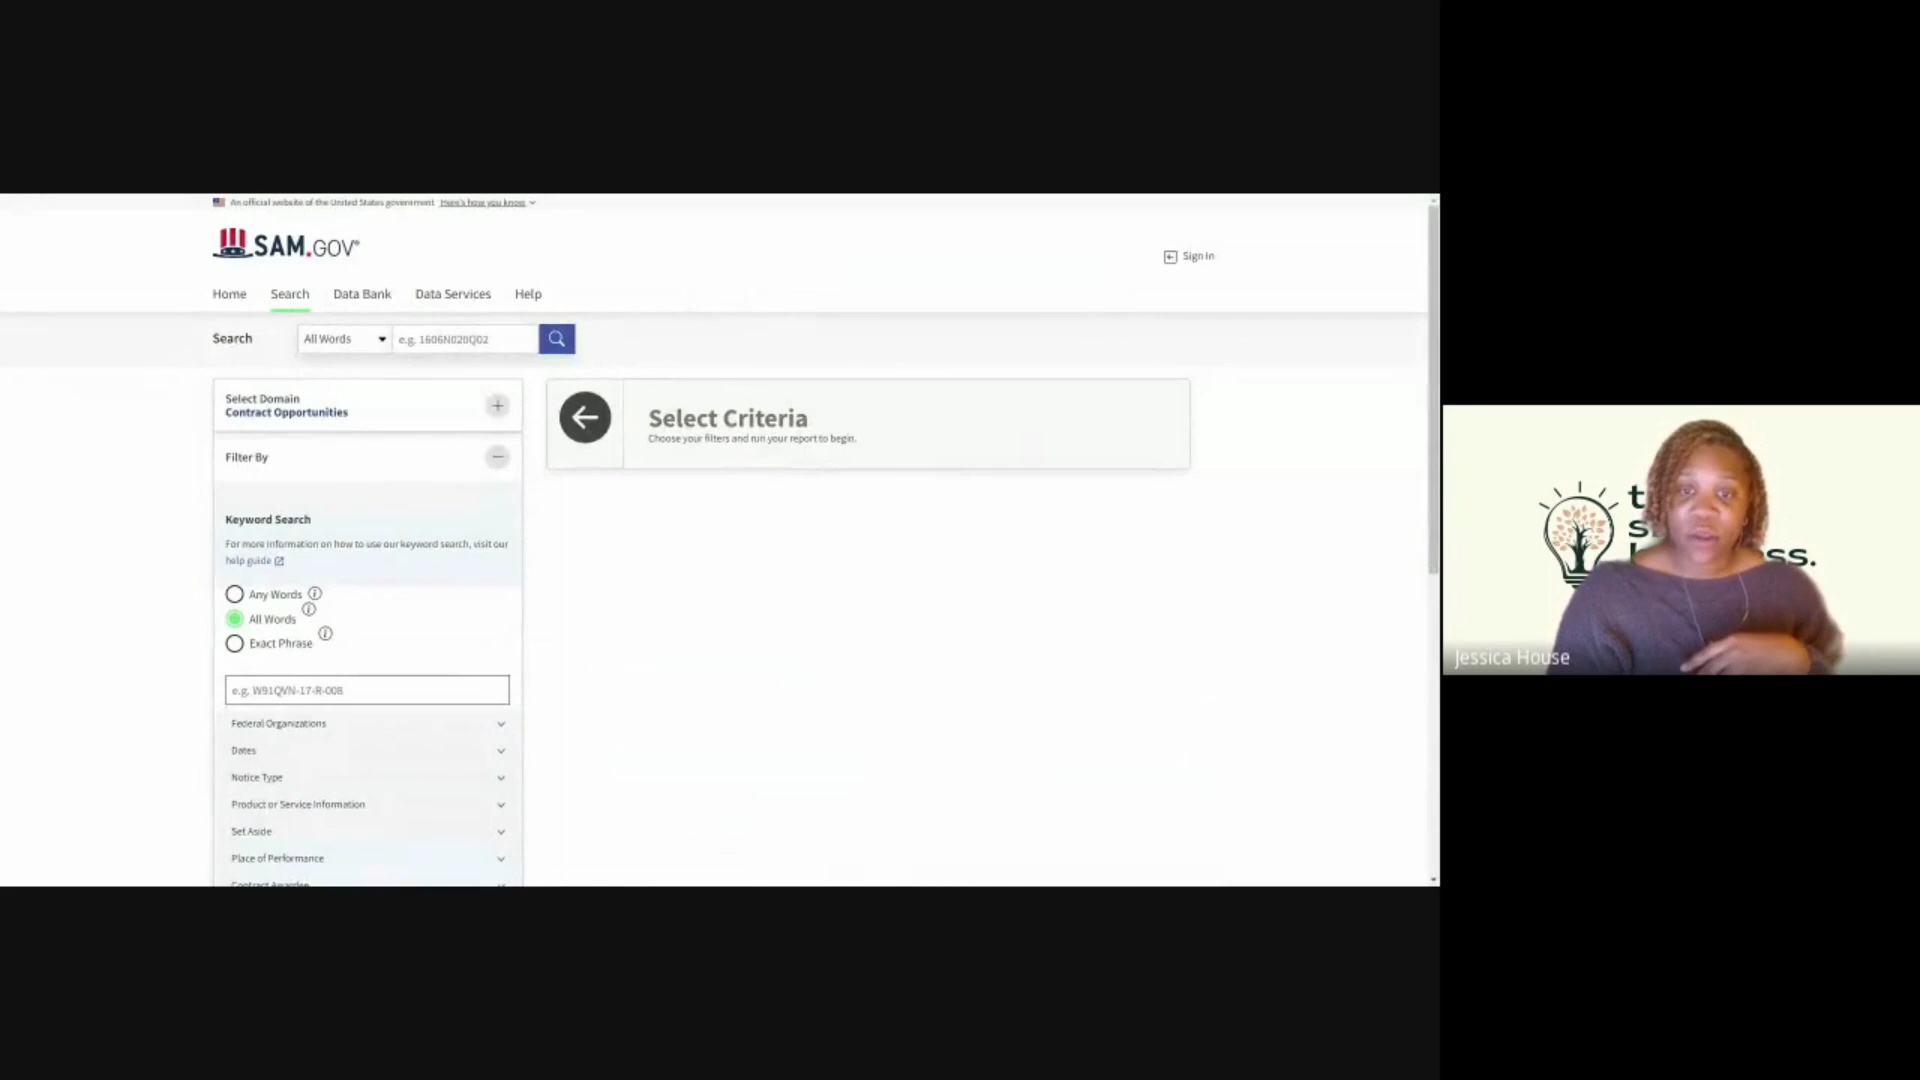 An official website of the United States government Here's how you know
SAM.GOV®
Sign In
Home Search Data Bank Data Services Help
Search All Words e.g. 1606N020Q02
Select Domain
Contract Opportunities
Filter By
Select Criteria
Choose your filters and run your report to begin.
Keyword Search
For more information on how to use our keyword search, visit our
help guide
Any Words
All Words
Exact Phrase
e.g. W91QVN-17-R-008
Federal Organizations
Dates
Notice Type
Product or Service Information
Set Aside
Place of Performance
Contract Awardee
Jessica House